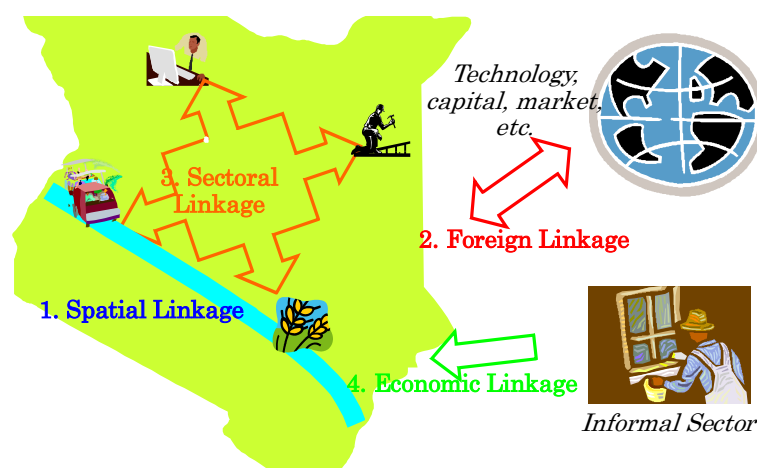 Technology,
capital, market,
etc.
3. Sectoral
Linkage
2. Foreign Linkage
1. Spatial Linkage
4. Economic Linkage
Informal Sector